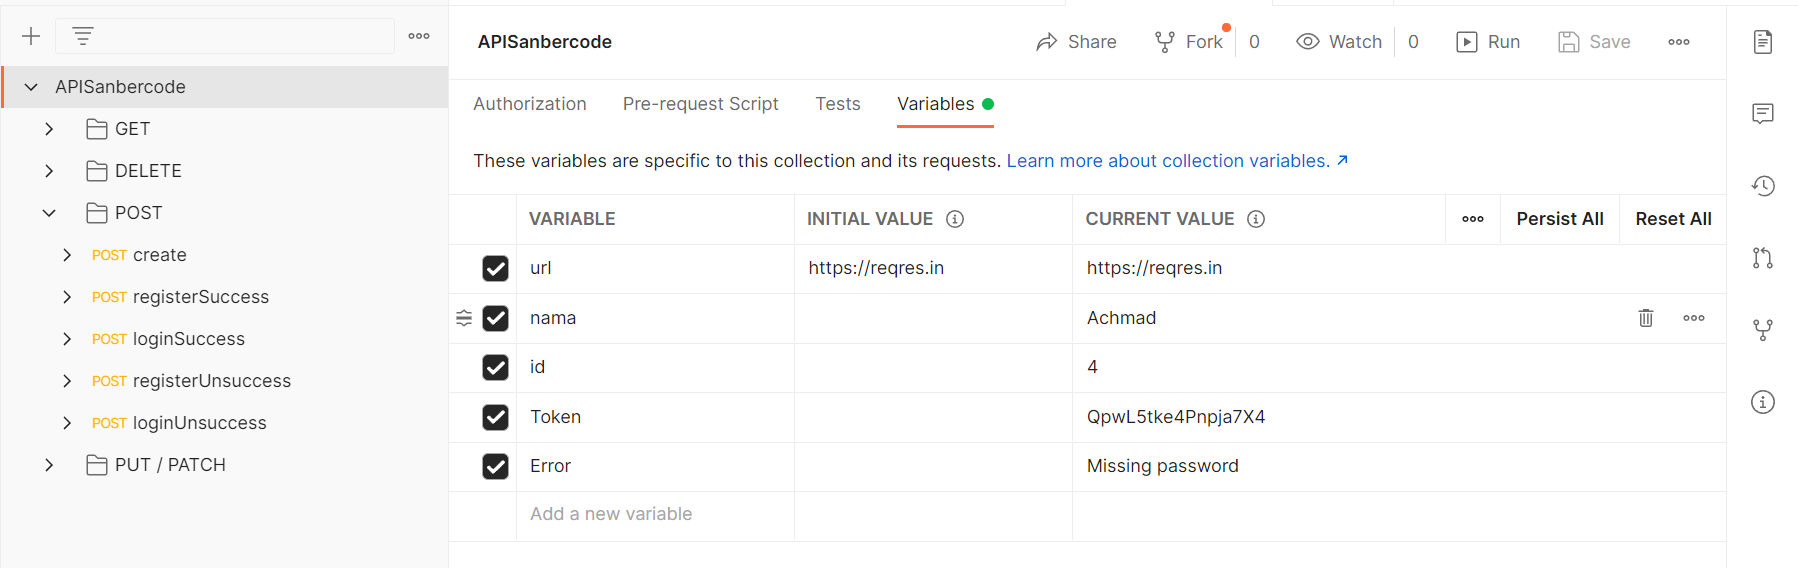 APISanbercode
GET
DELETE
POST
POST create
POST registerSuccess
POST loginSuccess
POST registerUnsuccess
POST loginUnsuccess
PUT / PATCH
APISanbercode Share Fork 0 Watch 0 Run Save
Authorization Pre-request Script Tests Variables
These variables are specific to this collection and its requests. Learn more about collection variables. ↗
VARIABLE INITIAL VALUE CURRENT VALUE Persist All Reset All
url https://reqres.in https://reqres.in
nama Achmad
id 4
Token QpwL5tke4Pnpja7X4
Error Missing password
Add a new variable